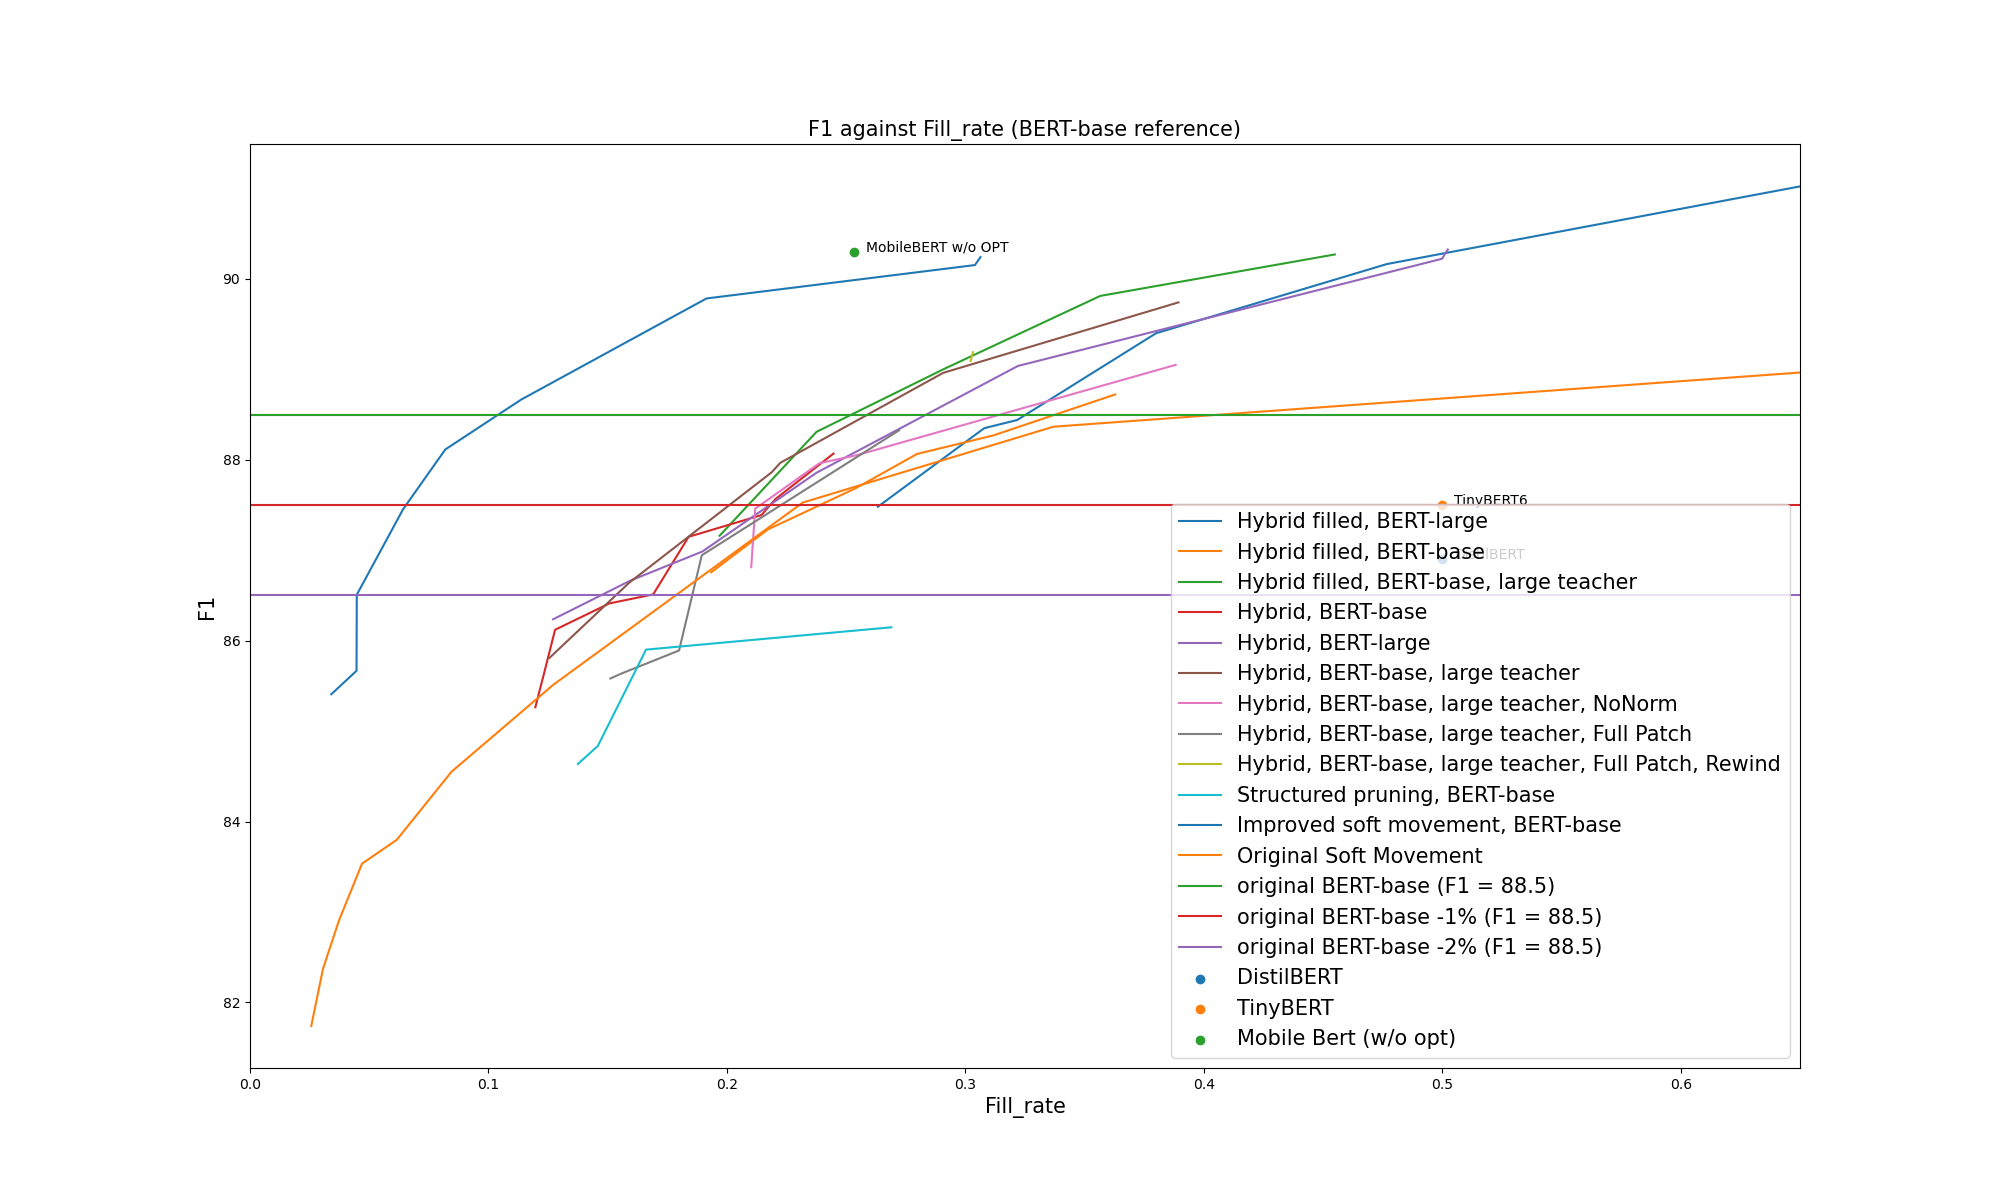 F1 against Fill_rate (BERT-base reference)
F1
90
88
86
84
82
MobileBERT w/o OPT
TinyBERT6
DistilBERT
Hybrid filled, BERT-large
Hybrid filled, BERT-base
Hybrid filled, BERT-base, large teacher
Hybrid, BERT-base
Hybrid, BERT-large
Hybrid, BERT-base, large teacher
Hybrid, BERT-base, large teacher, NoNorm
Hybrid, BERT-base, large teacher, Full Patch
Hybrid, BERT-base, large teacher, Full Patch, Rewind
Structured pruning, BERT-base
Improved soft movement, BERT-base
Original Soft Movement
original BERT-base (F1 = 88.5)
original BERT-base -1% (F1 = 88.5)
original BERT-base -2% (F1 = 88.5)
DistilBERT
TinyBERT
Mobile Bert (w/o opt)
0.0 0.1 0.2 0.3 0.4 0.5 0.6
Fill_rate